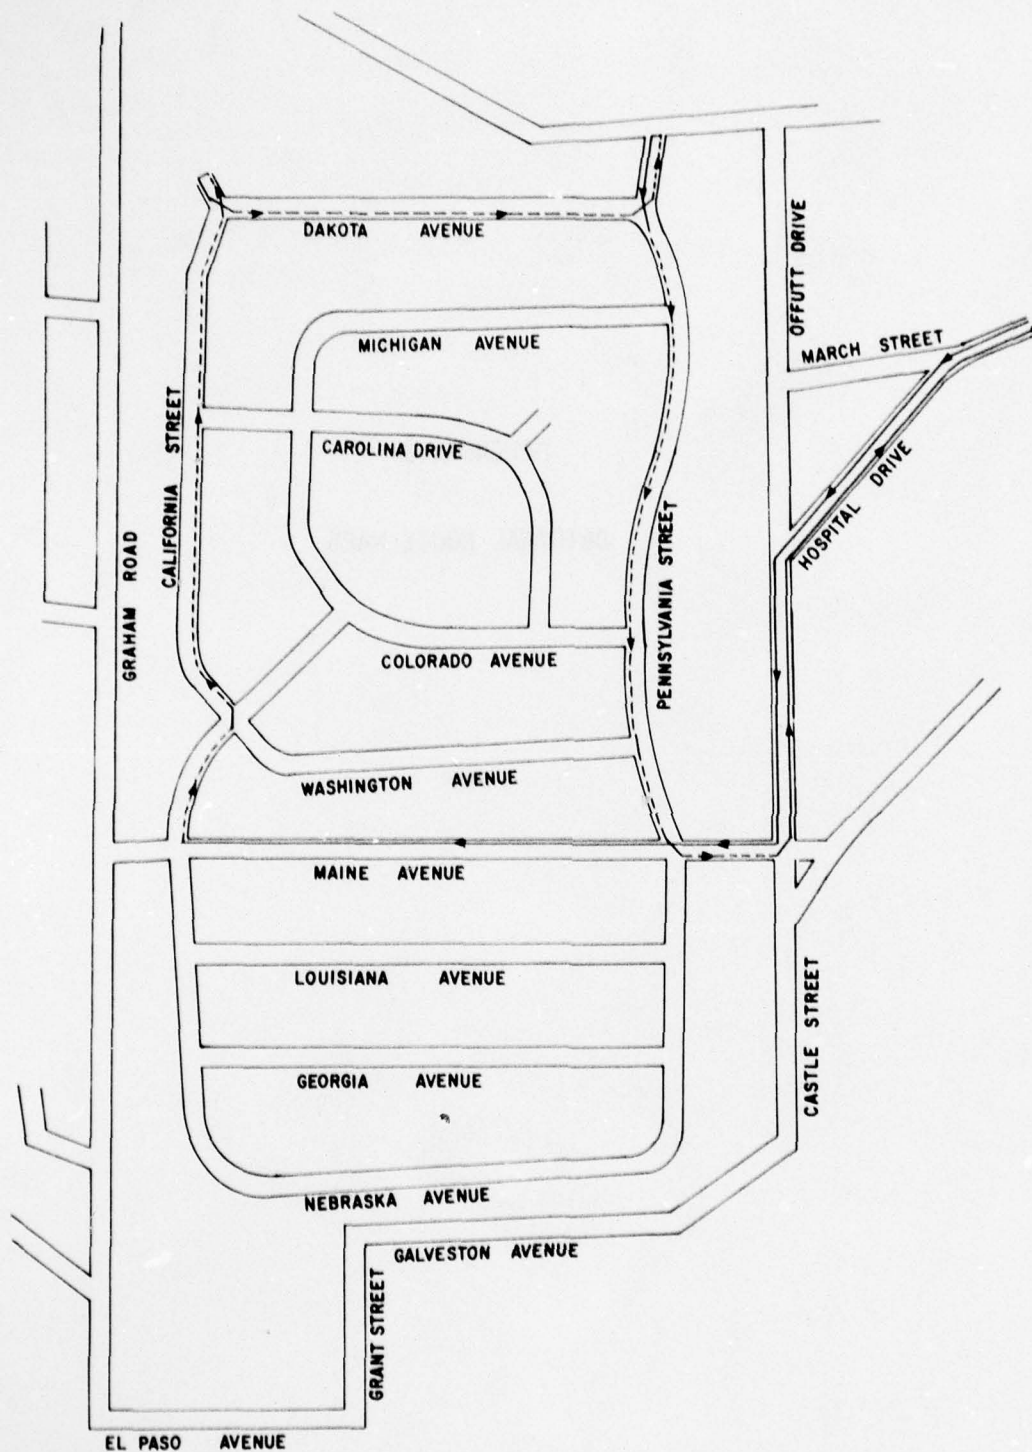 DAKOTA AVENUE
OFFUTT DRIVE
MICHIGAN AVENUE
MARCH STREET
CALIFORNIA STREET
CAROLINA DRIVE
HOSPITAL DRIVE
GRAHAM ROAD
PENNSYLVANIA STREET
COLORADO AVENUE
WASHINGTON AVENUE
MAINE AVENUE
LOUISIANA AVENUE
CASTLE STREET
GEORGIA AVENUE
NEBRASKA AVENUE
GALVESTON AVENUE
GRANT STREET
EL PASO AVENUE